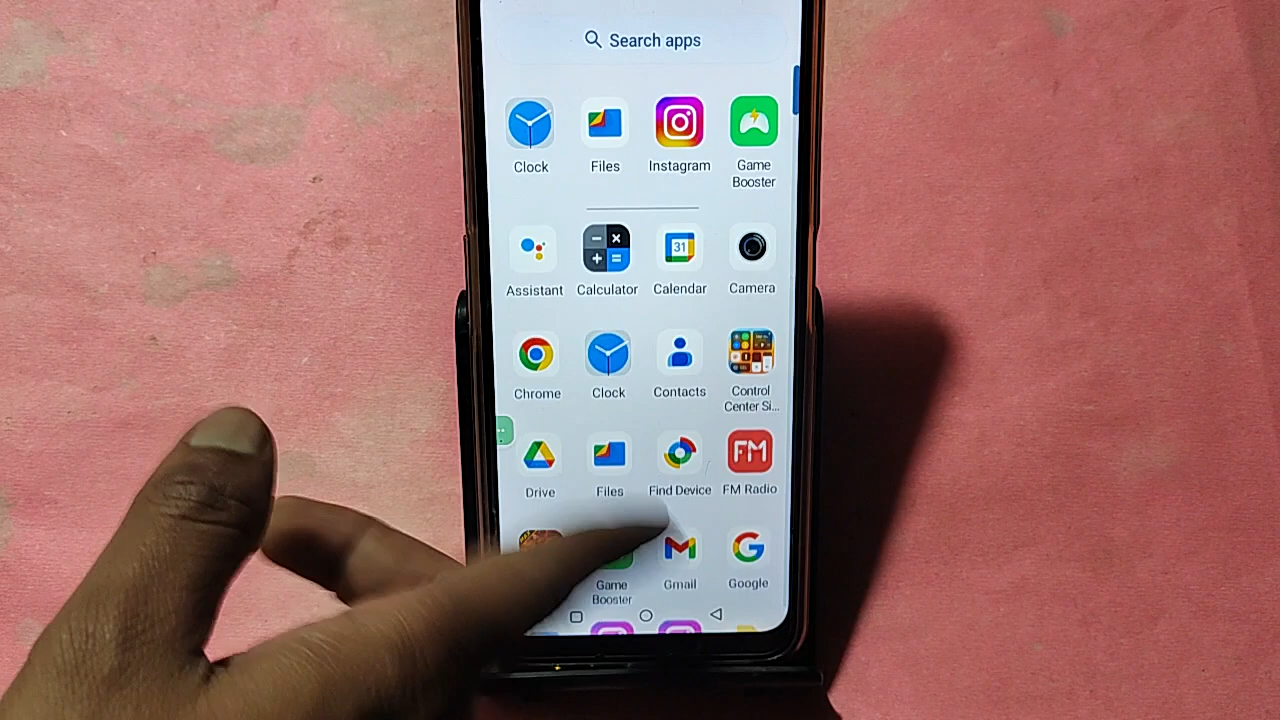 Search apps
Clock Files Instagram Game
Booster
31
Assistant Calculator Calendar Camera
Chrome Clock Contacts Control
Center Si...
FM
Drive Files Find Device FM Radio
Game
Booster Gmail Google